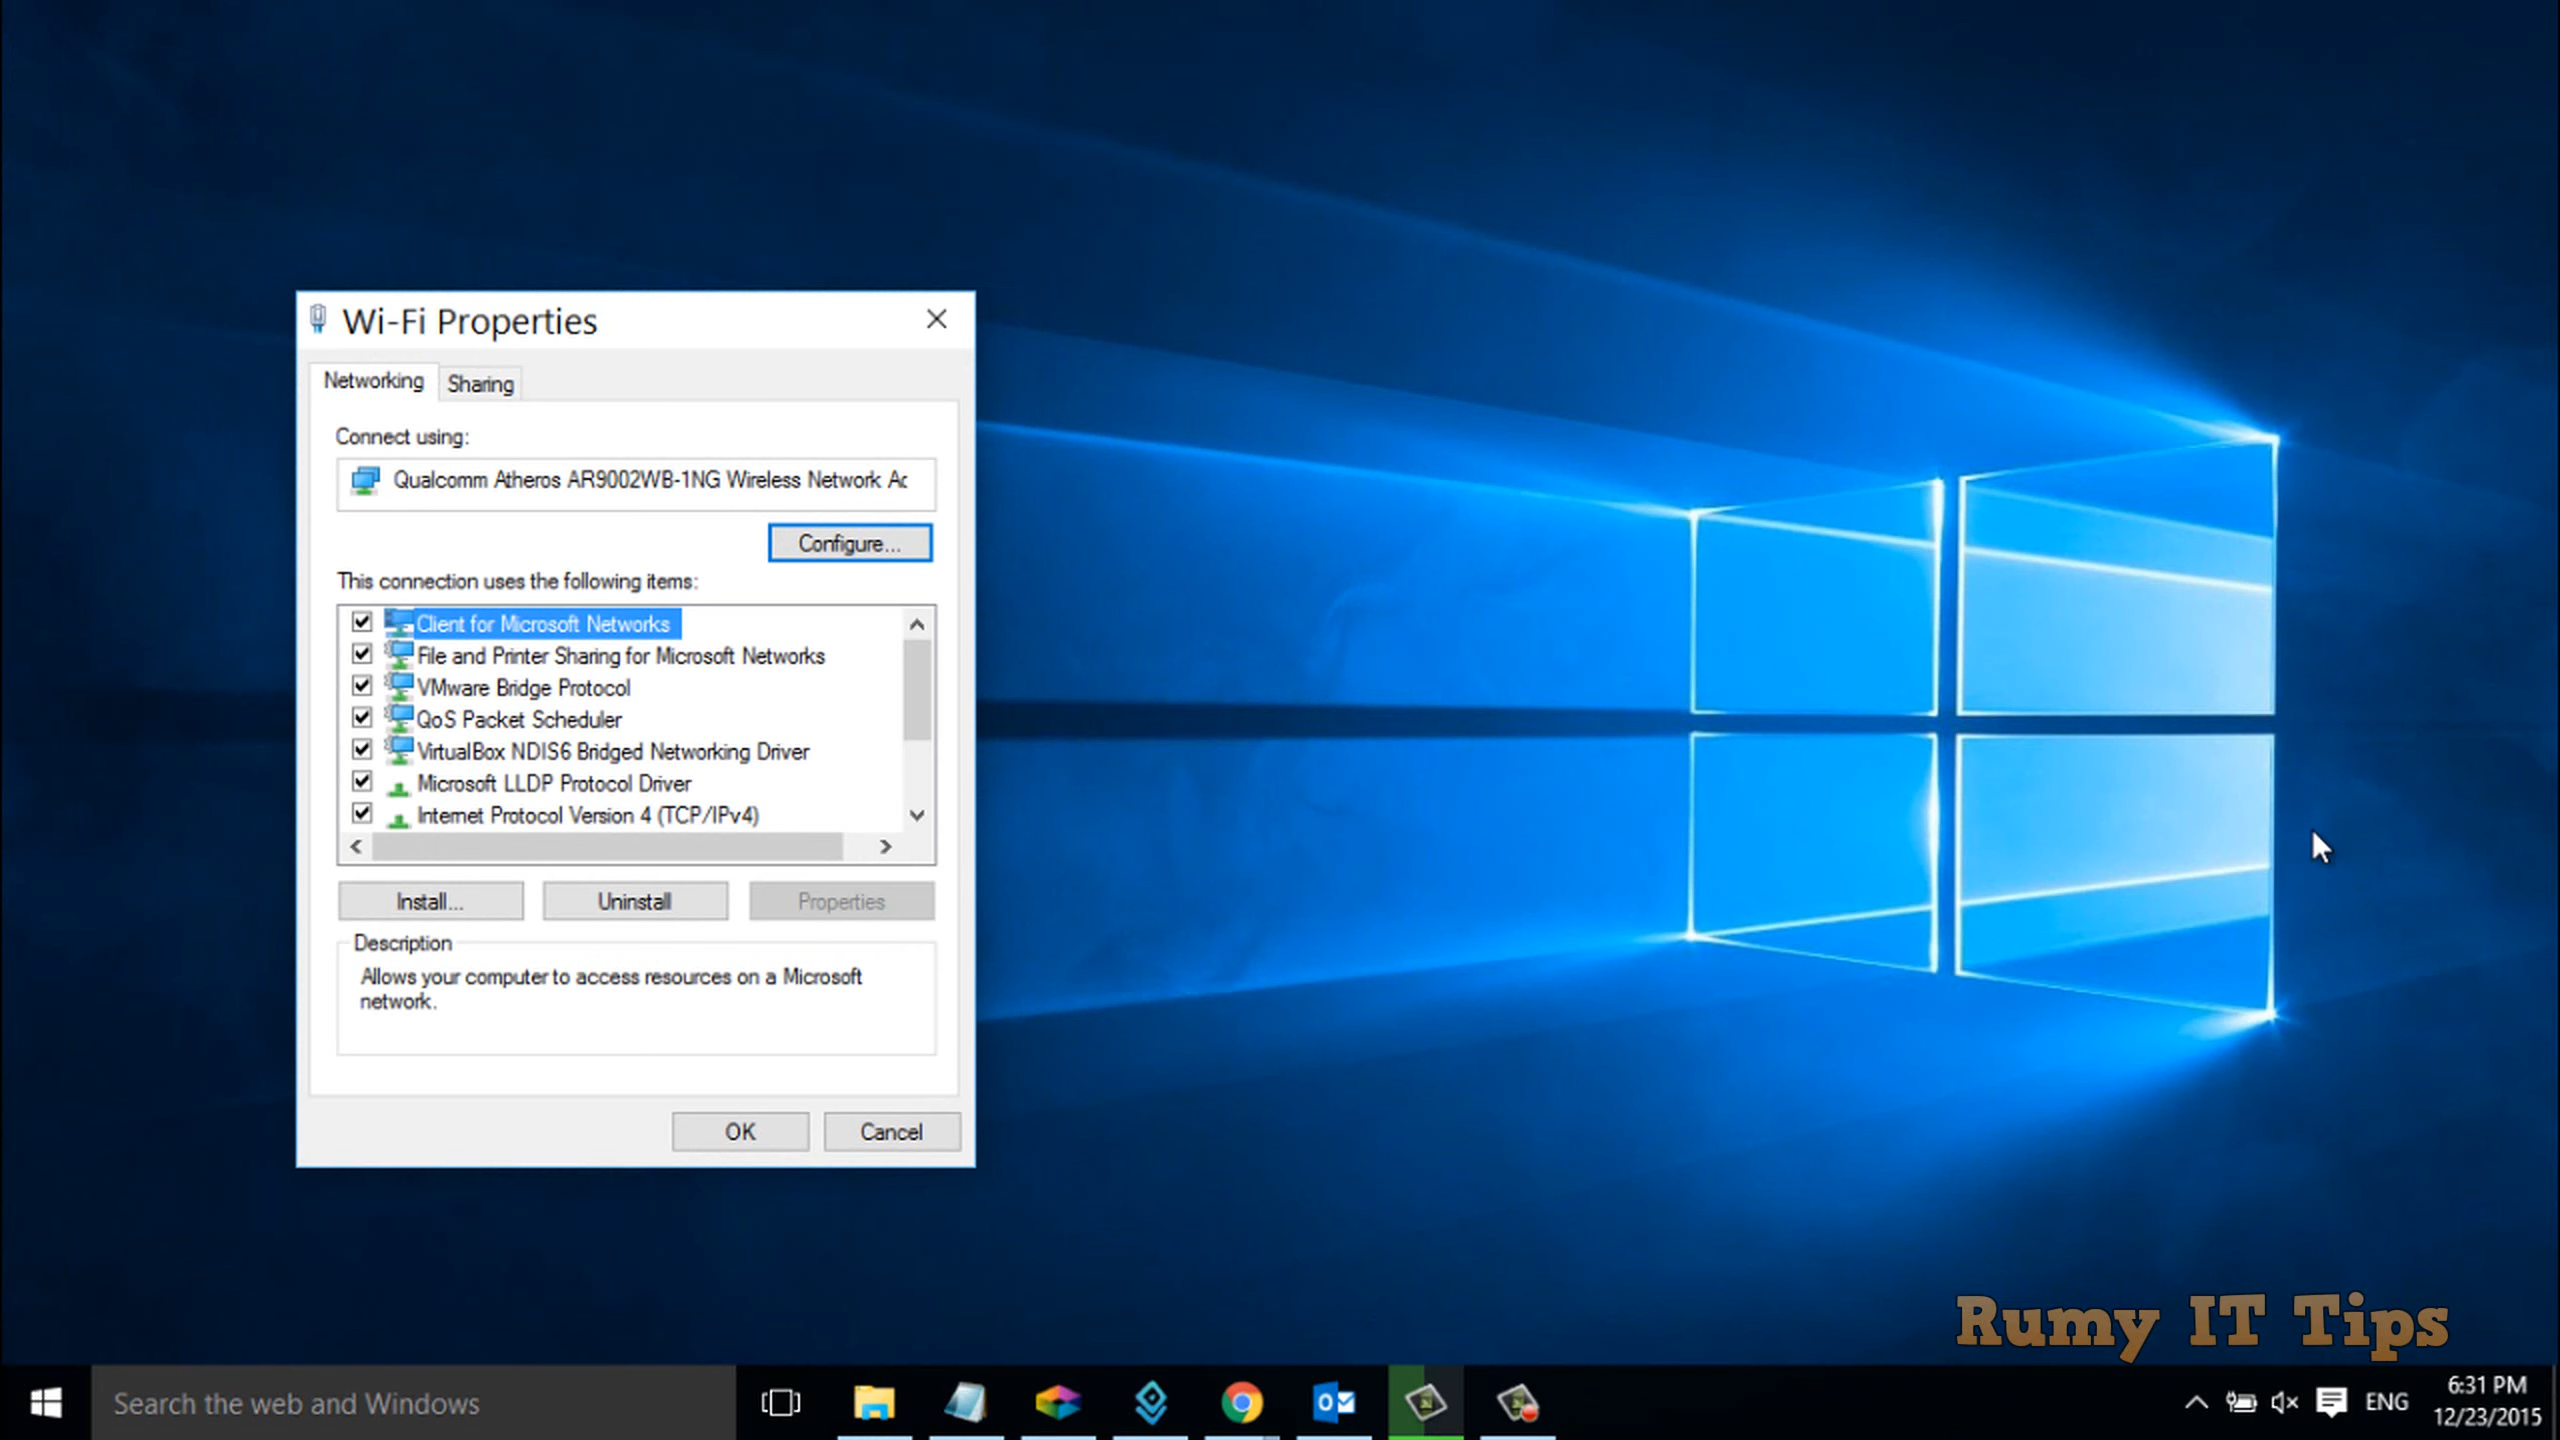 Wi-Fi Properties
Networking
Sharing
Connect using:
Qualcomm Atheros AR9002WB-1NG Wireless Network Ac
Configure...
This connection uses the following items:
Client for Microsoft Networks
File and Printer Sharing for Microsoft Networks
VMware Bridge Protocol
QoS Packet Scheduler
VirtualBox NDIS6 Bridged Networking Driver
Microsoft LLDP Protocol Driver
Internet Protocol Version 4 (TCP/IPv4)
Install... Uninstall Properties
Description
Allows your computer to access resources on a Microsoft
network.
OK Cancel
Rumy IT Tips
Search the web and Windows
ENG
6:31 PM
12/23/2015